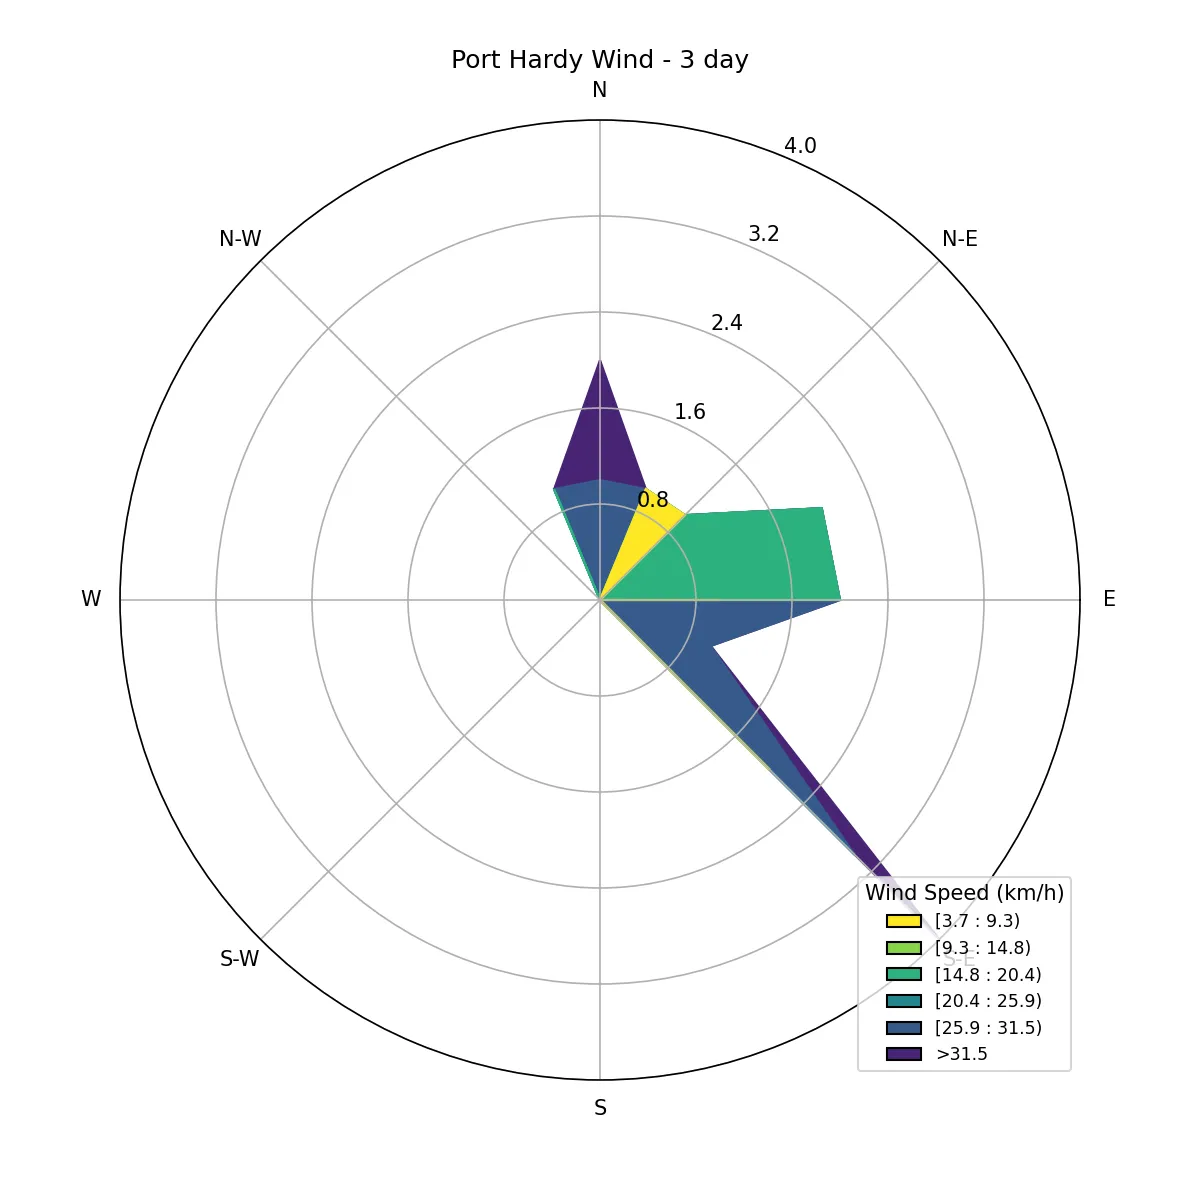 Port Hardy Wind - 3 day
N
4.0
N-W
3.2
N-E
2.4
1.6
0.8
W
E
Wind Speed (km/h)
[3.7 : 9.3)
[9.3 : 14.8)
S-W
S-E
[14.8 : 20.4)
[20.4 : 25.9)
[25.9 : 31.5)
>31.5
S